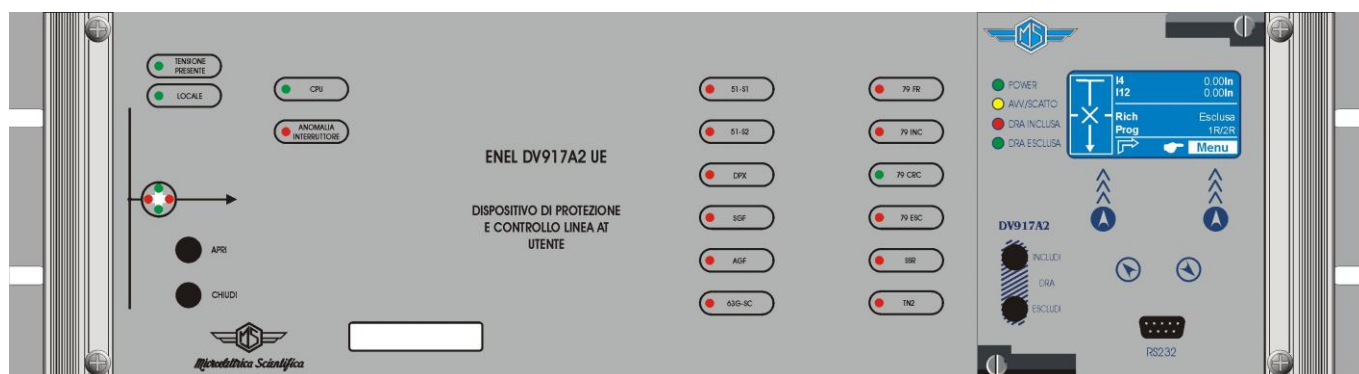 TENSIONE
PRESENTE
LOCALE
CPU
ANOMALIA
INTERRUTTORE
APRI
CHIUDI
MS
Microelettrica Scientifica
ENEL DV917A2 UE
DISPOSITIVO DI PROTEZIONE
E CONTROLLO LINEA AT
UTENTE
51-S1
51-S2
DPX
SGF
AGF
63G-SC
79 FR
79 INC
79 CRC
79 ESC
SSR
TN2
MS
POWER
AVV/SCATTO
DRA INCLUSA
DRA ESCLUSA
I4 0.00In
I12 0.00In
Rich Esclusa
Prog 1R/2R
Menu
DV917A2
INCLUDI
DRA
ESCLUDI
RS232